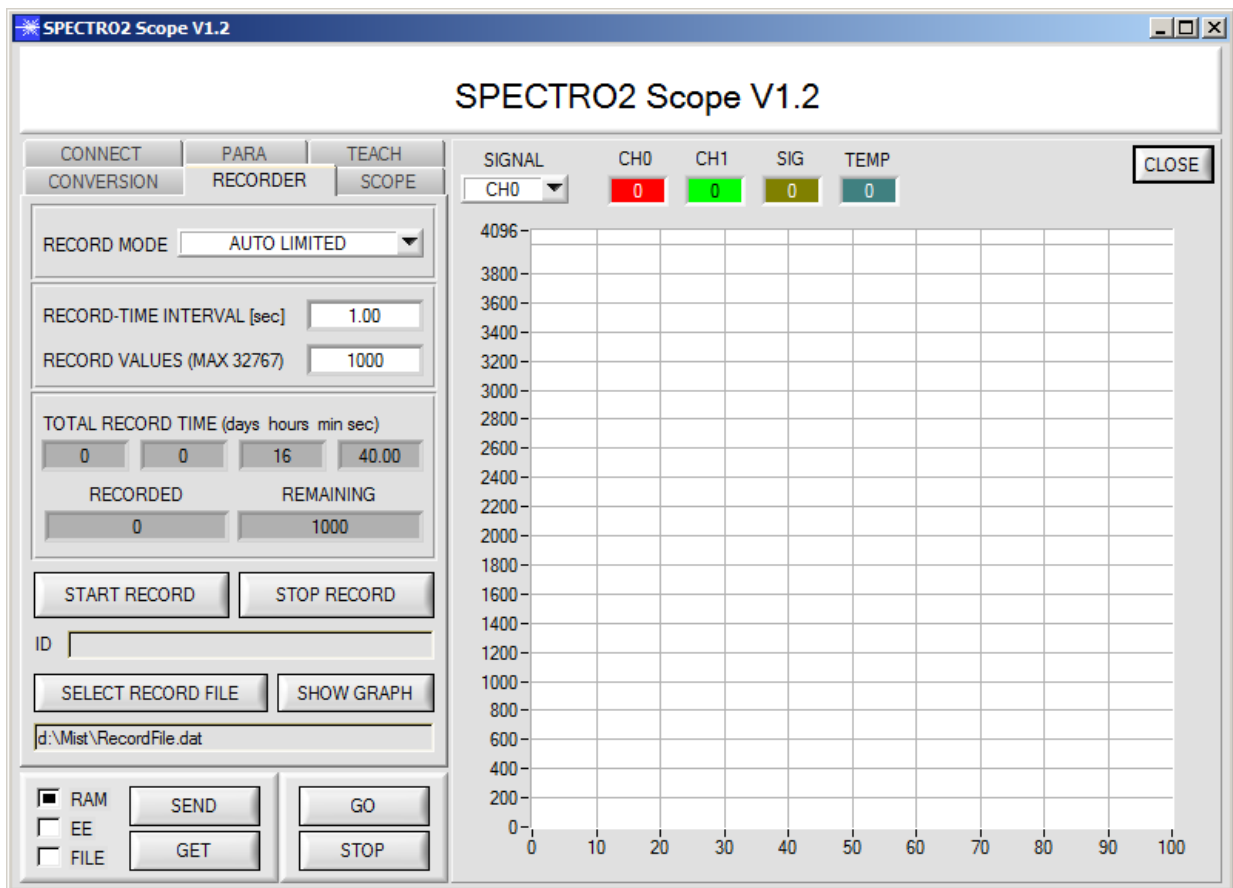 SPECTRO2 Scope V1.2
SPECTRO2 Scope V1.2
CONNECT PARA TEACH
CONVERSION RECORDER SCOPE
RECORD MODE AUTO LIMITED
RECORD-TIME INTERVAL [sec] 1.00
RECORD VALUES (MAX 32767) 1000
TOTAL RECORD TIME (days hours min sec)
0 0 16 40.00
RECORDED REMAINING
0 1000
START RECORD STOP RECORD
ID
SELECT RECORD FILE SHOW GRAPH
d:\Mist\RecordFile.dat
RAM SEND GO
EE
FILE GET STOP
SIGNAL CH0 CH1 SIG TEMP CLOSE
CH0 0 0 0 0
4096
3800
3600
3400
3200
3000
2800
2600
2400
2200
2000
1800
1600
1400
1200
1000
800
600
400
200
0
0 10 20 30 40 50 60 70 80 90 100